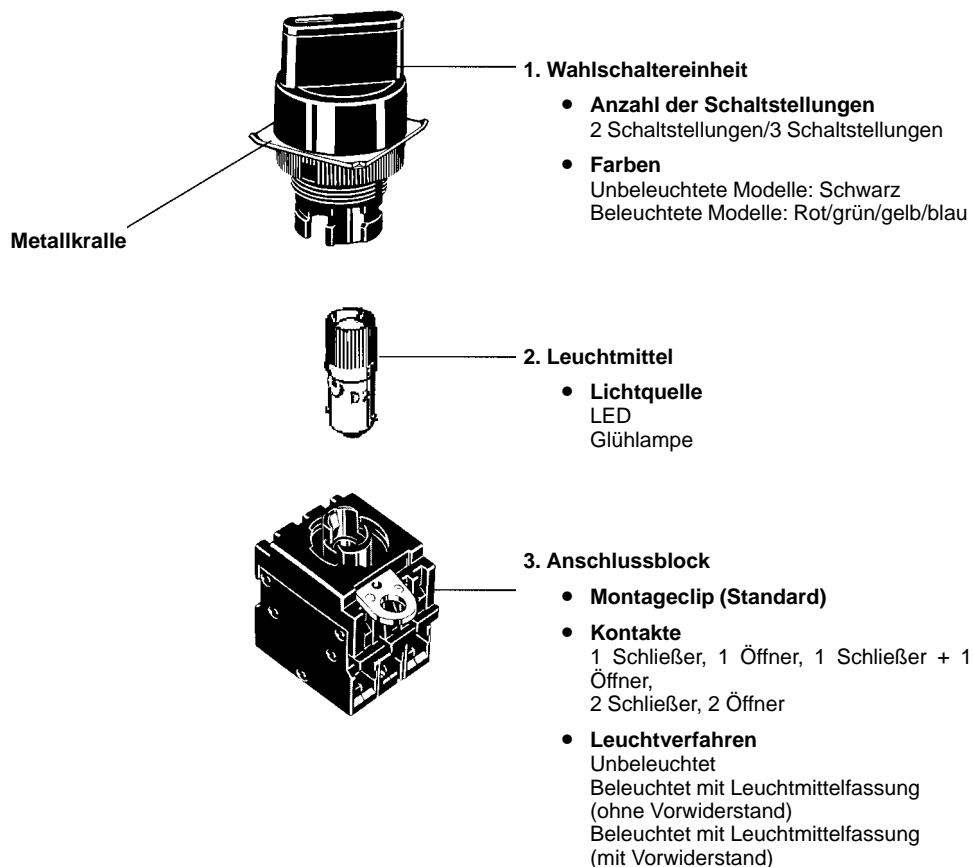 1. Wahlschaltereinheit
• Anzahl der Schaltstellungen
2 Schaltstellungen/3 Schaltstellungen
• Farben
Unbeleuchtete Modelle: Schwarz
Beleuchtete Modelle: Rot/grün/gelb/blau
Metallkralle
2. Leuchtmittel
• Lichtquelle
LED
Glühlampe
3. Anschlussblock
• Montageclip (Standard)
• Kontakte
1 Schließer, 1 Öffner, 1 Schließer + 1
Öffner,
2 Schließer, 2 Öffner
• Leuchtverfahren
Unbeleuchtet
Beleuchtet mit Leuchtmittelfassung
(ohne Vorwiderstand)
Beleuchtet mit Leuchtmittelfassung
(mit Vorwiderstand)